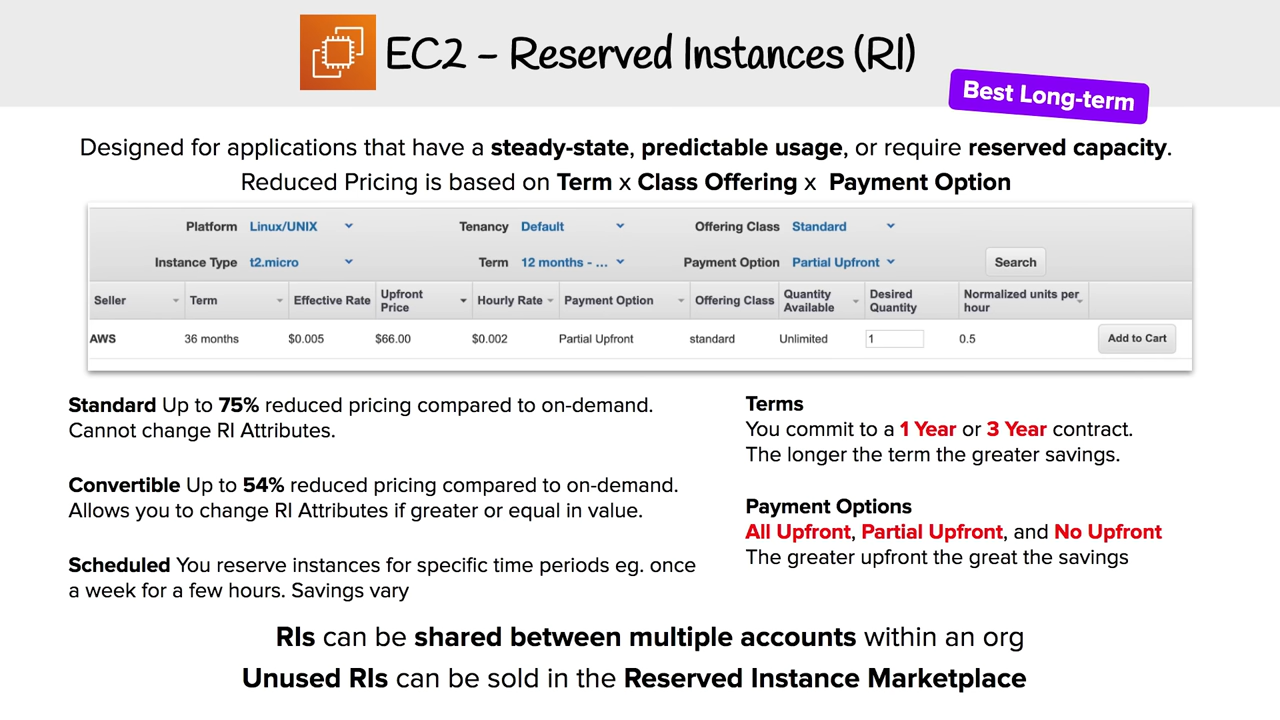 EC2 – Reserved Instances (RI)
Best Long-term
Designed for applications that have a steady-state, predictable usage, or require reserved capacity.
Reduced Pricing is based on Term x Class Offering x Payment Option
Platform Linux/UNIX Tenancy Default Offering Class Standard
Instance Type t2.micro Term 12 months - ... Payment Option Partial Upfront Search
Seller Term Effective Rate Upfront Price Hourly Rate Payment Option Offering Class Quantity Available Desired Quantity Normalized units per hour
AWS 36 months $0.005 $66.00 $0.002 Partial Upfront standard Unlimited 1 0.5 Add to Cart
Standard Up to 75% reduced pricing compared to on-demand.
Cannot change RI Attributes.
Convertible Up to 54% reduced pricing compared to on-demand.
Allows you to change RI Attributes if greater or equal in value.
Scheduled You reserve instances for specific time periods eg. once
a week for a few hours. Savings vary
Terms
You commit to a 1 Year or 3 Year contract.
The longer the term the greater savings.
Payment Options
All Upfront, Partial Upfront, and No Upfront
The greater upfront the great the savings
RIs can be shared between multiple accounts within an org
Unused RIs can be sold in the Reserved Instance Marketplace